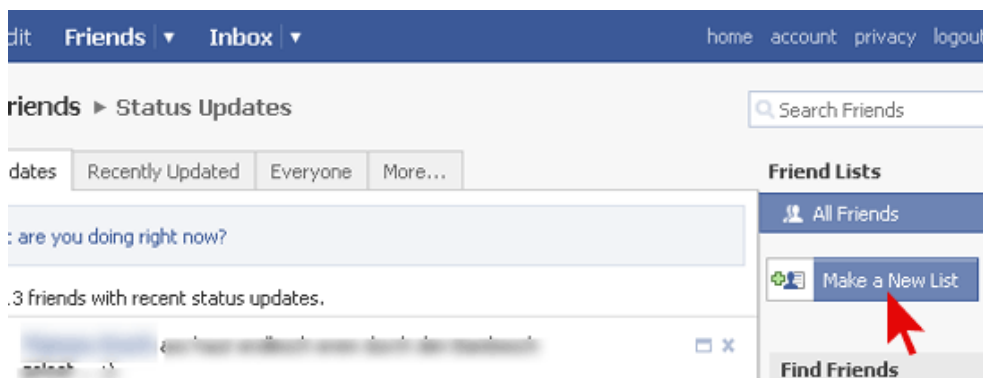 dit Friends ▼ Inbox ▼ home account privacy logout
riends ▶ Status Updates
Search Friends
dates Recently Updated Everyone More...
Friend Lists
All Friends
: are you doing right now?
Make a New List
.3 friends with recent status updates.
Find Friends